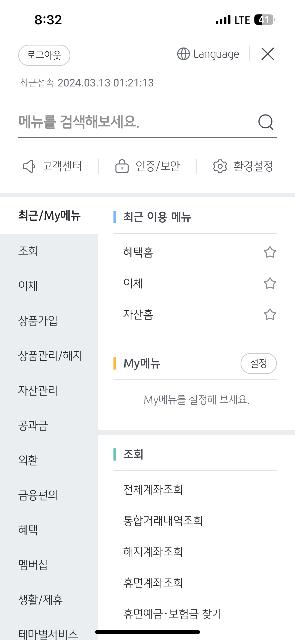 8:32
LTE 41
로그아웃
Language
최근접속 2024.03.13 01:21:13
메뉴를 검색해보세요.
고객센터
인증/보안
환경설정
최근/My메뉴
조회
이체
상품가입
상품관리/해지
자산관리
공과금
외환
금융편의
혜택
멤버십
생활/제휴
테마별서비스
최근 이용 메뉴
혜택홈
이체
자산홈
My메뉴
설정
My메뉴를 설정해 보세요.
조회
전체계좌조회
통합거래내역조회
해지계좌조회
휴면계좌조회
휴면예금·보험금 찾기